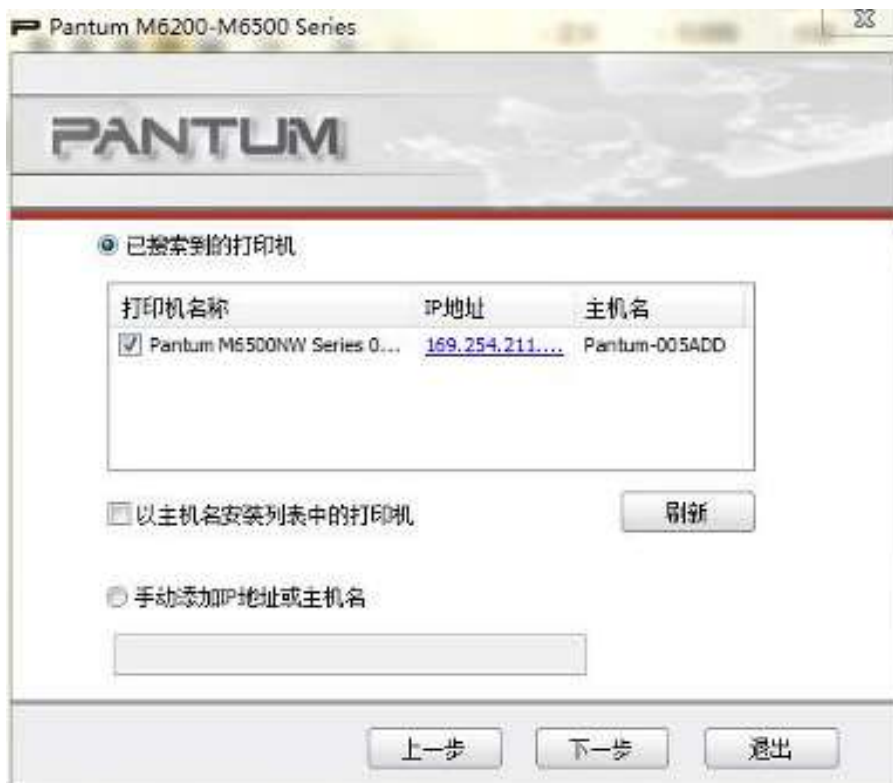 Pantum M6200-M6500 Series
PANTUM
已搜索到的打印机
打印机名称 IP地址 主机名
Pantum M6500NW Series 0... 169.254.211.... Pantum-005ADD
以主机名安装列表中的打印机 刷新
手动添加IP地址或主机名
上一步 下一步 退出